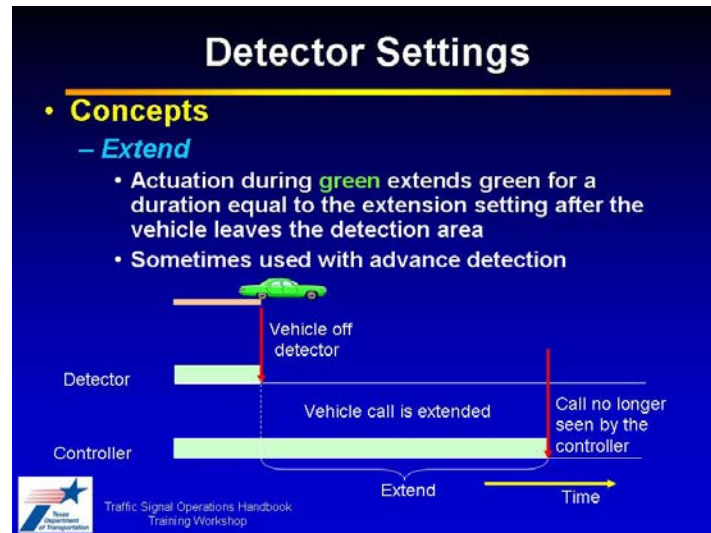 Detector Settings
• Concepts
– Extend
• Actuation during green extends green for a
duration equal to the extension setting after the
vehicle leaves the detection area
• Sometimes used with advance detection
Vehicle off
detector
Detector
Vehicle call is extended
Call no longer
seen by the
controller
Controller
Extend
Time
Texas
Department
of Transportation
Traffic Signal Operations Handbook
Training Workshop